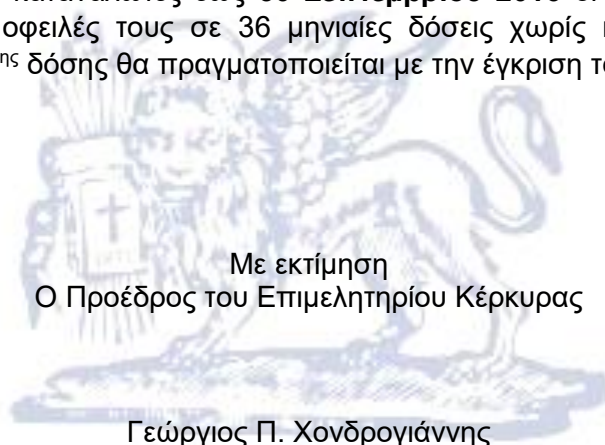 οφειλές τους σε 36 μηνιαίες δόσεις χωρίς
ης δόσης θα πραγματοποιείται με την έγκριση
Με εκτίμηση
Ο Προέδρος του Επιμελητηρίου Κέρκυρας
Γεώργιος Π. Χονδρογιάννης